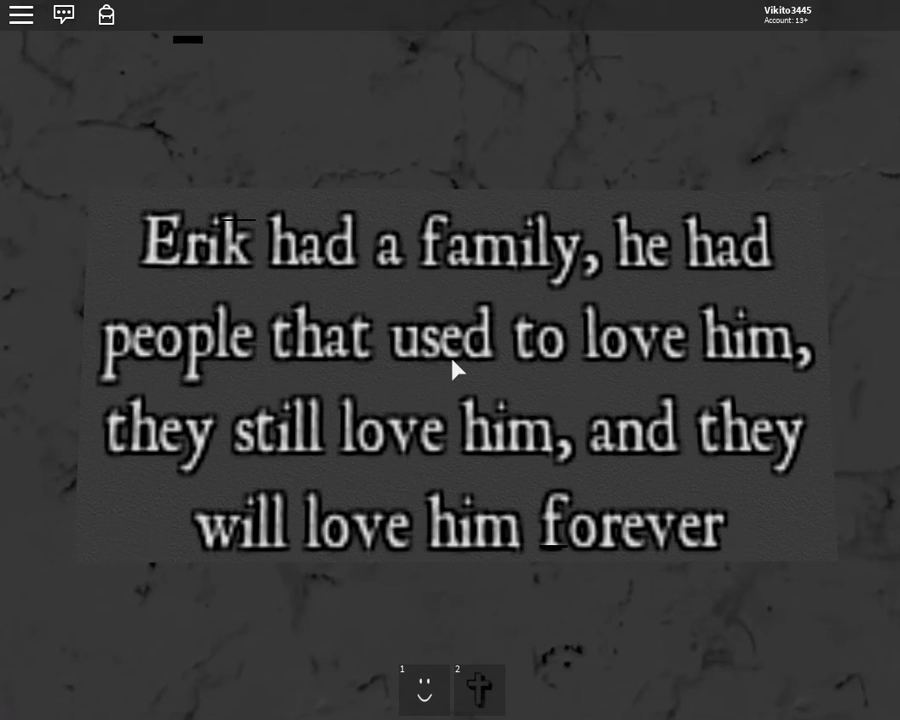 Vikito3445
Account: 13+
Erik had a family, he had
people that used to love him,
they still love him, and they
will love him forever
1
2